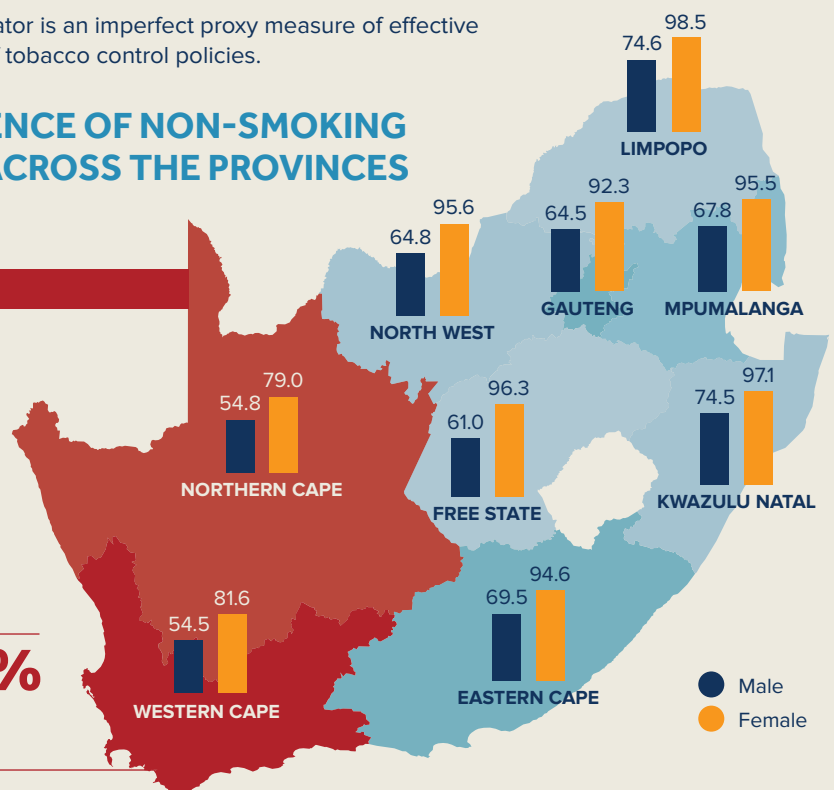 ator is an imperfect proxy measure of effective
tobacco control policies.
ENCE OF NON-SMOKING
ACROSS THE PROVINCES
98.5
74.6
LIMPOPO
95.6
64.8
NORTH WEST
92.3
64.5
GAUTENG
95.5
67.8
MPUMALANGA
79.0
54.8
NORTHERN CAPE
96.3
61.0
FREE STATE
97.1
74.5
KWAZULU NATAL
81.6
54.5
WESTERN CAPE
94.6
69.5
EASTERN CAPE
%
Male
Female